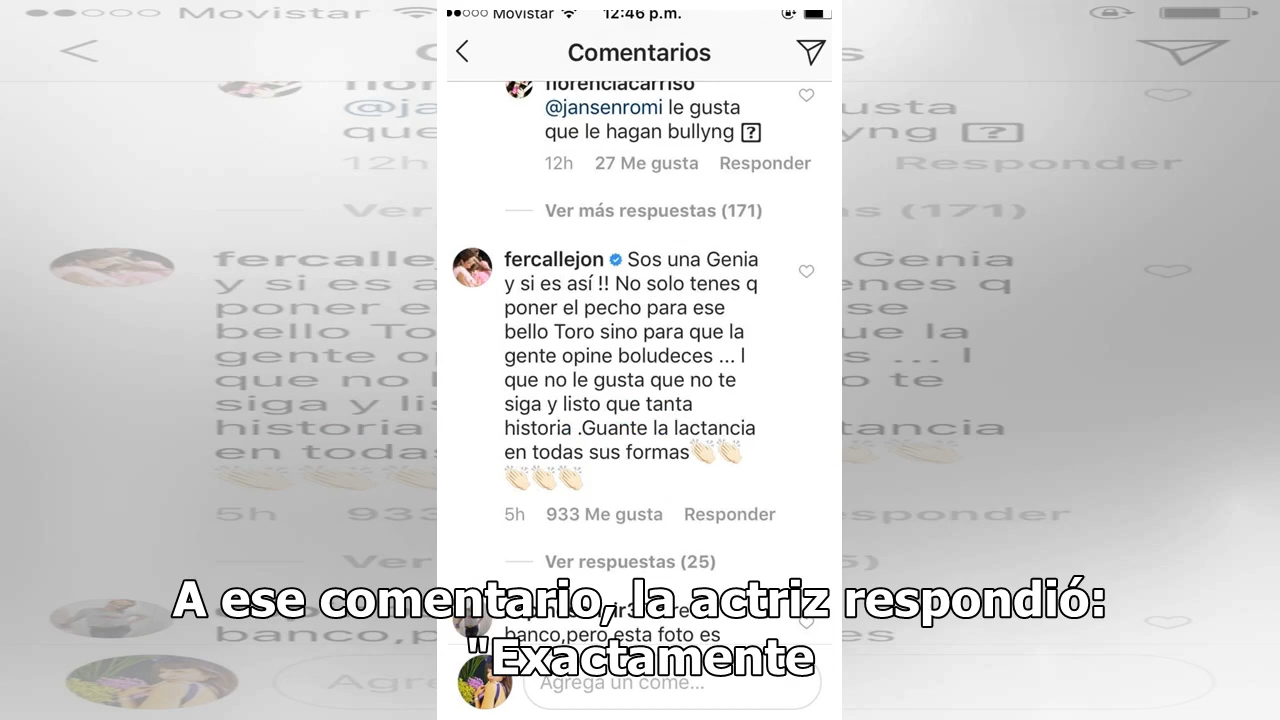 Movistar 12:46 p.m.
Comentarios
florenciacarriso
@jansenromi le gusta
que le hagan bullyng ?
12h 27 Me gusta Responder
Ver más respuestas (171)
fercallejon Sos una Genia
y si es así !! No solo tenes q
poner el pecho para ese
bello Toro sino para que la
gente opine boludeces ... l
que no le gusta que no te
siga y listo que tanta
historia .Guante la lactancia
en todas sus formas👏🏻👏🏻
👏🏻👏🏻👏🏻
5h 933 Me gusta Responder
Ver respuestas (25)
banco,pero esta foto es
Agrega un come...
A ese comentario, la actriz respondió:
"Exactamente